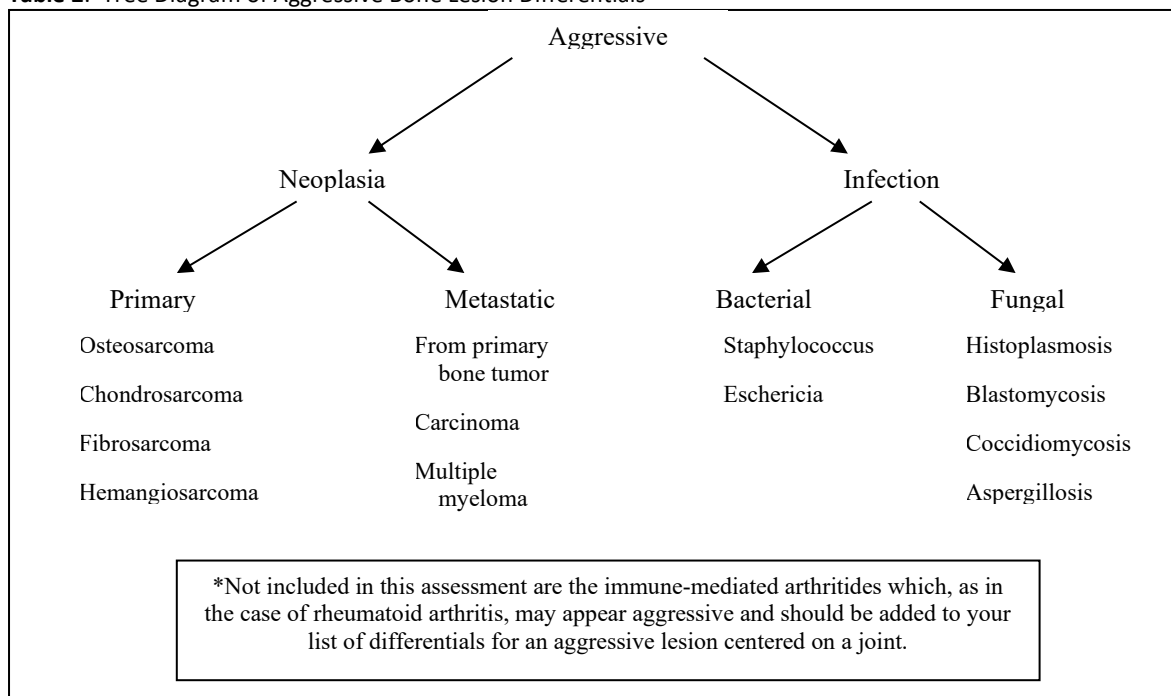 Table 2. Tree Diagram of Aggressive Bone Lesion Differentials
Aggressive
Neoplasia
Infection
Primary
Osteosarcoma
Chondrosarcoma
Fibrosarcoma
Hemangiosarcoma
Metastatic
From primary
bone tumor
Carcinoma
Multiple
myeloma
Bacterial
Staphylococcus
Eschericia
Fungal
Histoplasmosis
Blastomycosis
Coccidiomycosis
Aspergillosis
*Not included in this assessment are the immune-mediated arthritides which, as in
the case of rheumatoid arthritis, may appear aggressive and should be added to your
list of differentials for an aggressive lesion centered on a joint.